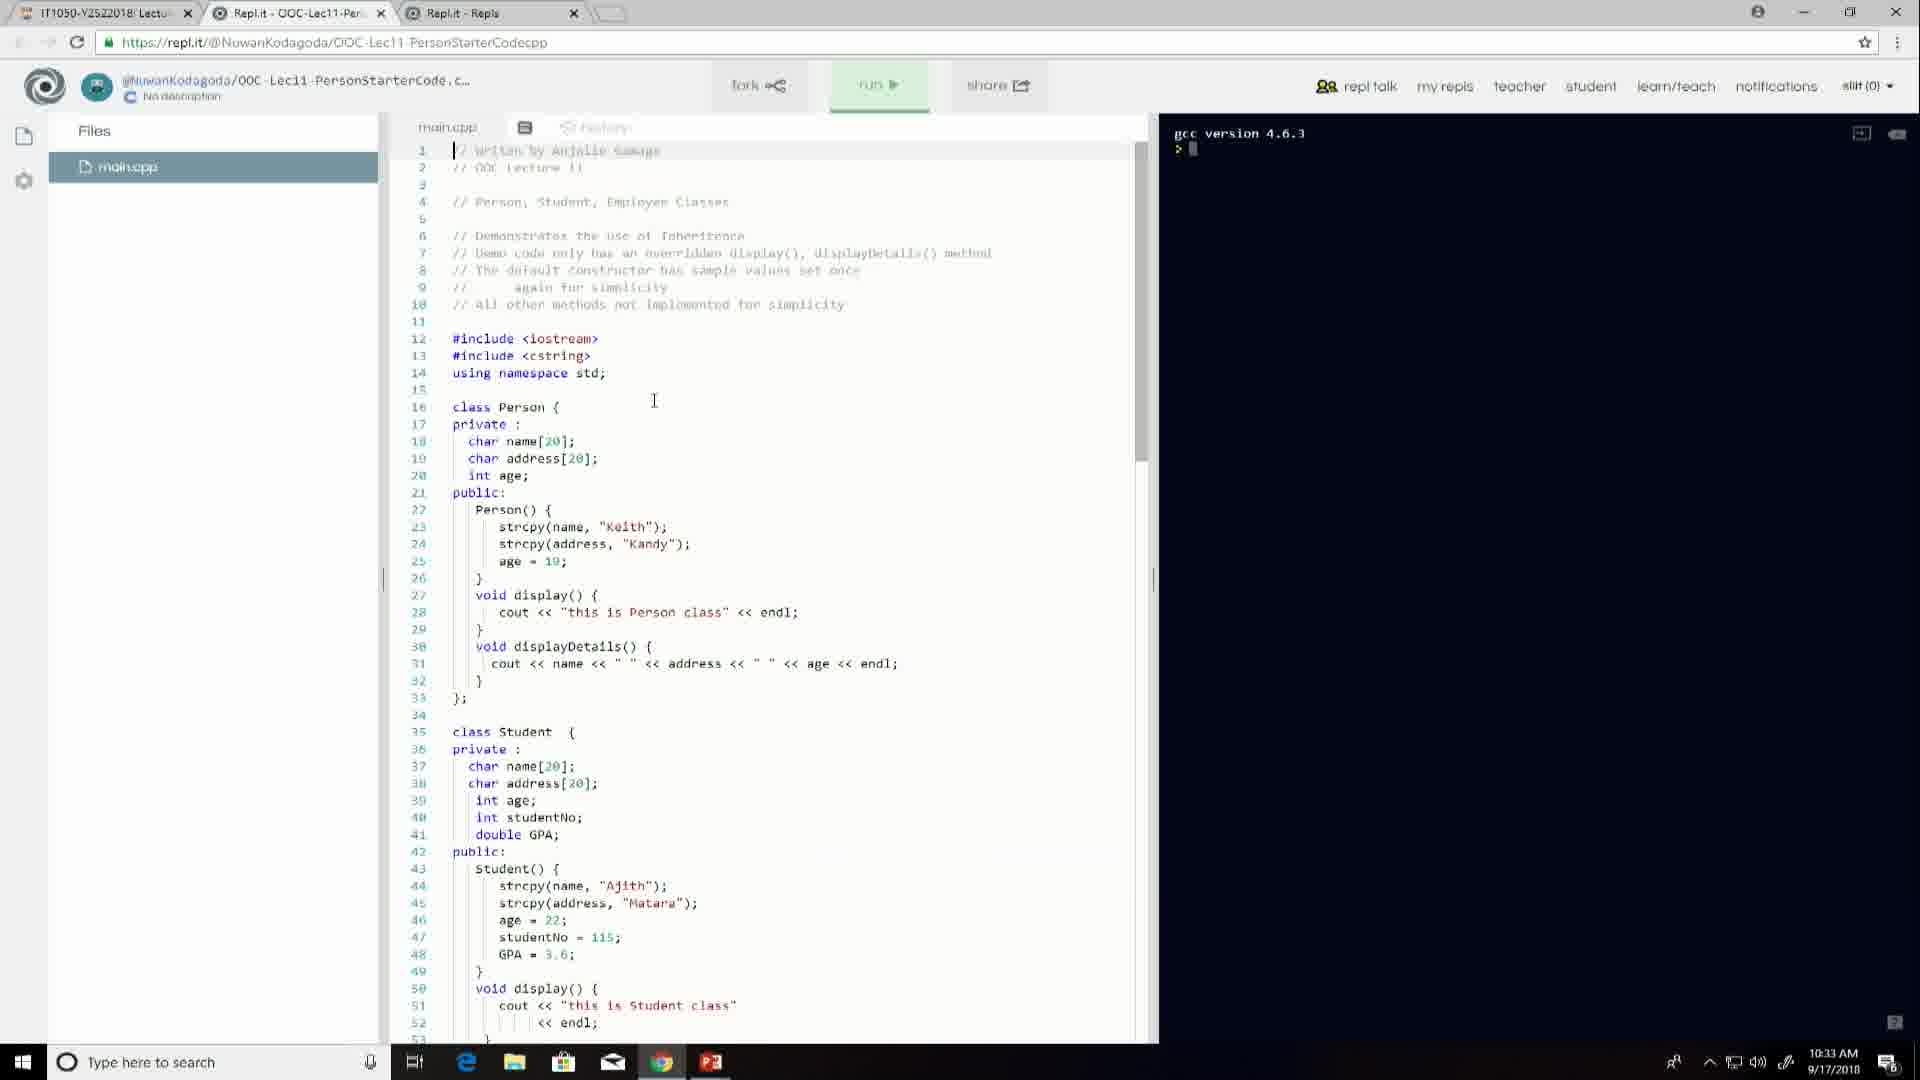 IT1050-Y2S22018: Lectu
Repl.it - OOC-Lec11-Per
Repl.it - Repls
https://repl.it/@NuwanKodagoda/OOC-Lec11-PersonStarterCodecpp
@NuwanKodagoda/OOC-Lec11-PersonStarterCode.c...
No description
fork
run
share
repl talk
my repls
teacher
student
learn/teach
notifications
sliit (0)
Files
main.cpp
main.cpp
history
1 // Writen by Anjalie Gamage
2 // OOC Lecture 11
3
4 // Person, Student, Employee Classes
5
6 // Demonstrates the use of Inheritence
7 // Demo code only has an overridden display(), displayDetails() method
8 // The default constructor has sample values set once
9 // again for simplicity
10 // All other methods not implemented for simplicity
11
12 #include <iostream>
13 #include <cstring>
14 using namespace std;
15
16 class Person {
17 private :
18 char name[20];
19 char address[20];
20 int age;
21 public:
22 Person() {
23 strcpy(name, "Keith");
24 strcpy(address, "Kandy");
25 age = 19;
26 }
27 void display() {
28 cout << "this is Person class" << endl;
29 }
30 void displayDetails() {
31 cout << name << " " << address << " " << age << endl;
32 }
33 };
34
35 class Student {
36 private :
37 char name[20];
38 char address[20];
39 int age;
40 int studentNo;
41 double GPA;
42 public:
43 Student() {
44 strcpy(name, "Ajith");
45 strcpy(address, "Matara");
46 age = 22;
47 studentNo = 115;
48 GPA = 3.6;
49 }
50 void display() {
51 cout << "this is Student class"
52 << endl;
53 }
gcc version 4.6.3
>
Type here to search
10:33 AM
9/17/2018